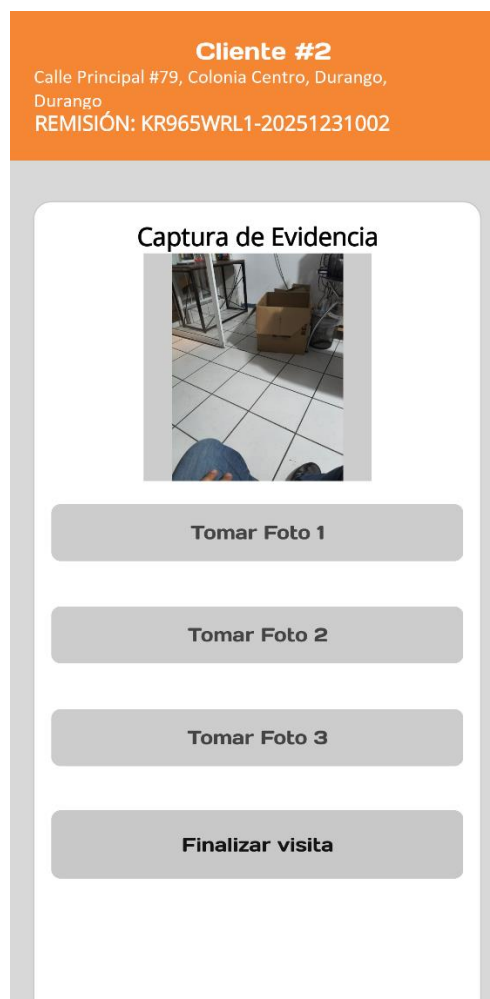 Cliente #2
Calle Principal #79, Colonia Centro, Durango,
Durango
REMISIÓN: KR965WRL1-20251231002
Captura de Evidencia
Tomar Foto 1
Tomar Foto 2
Tomar Foto 3
Finalizar visita